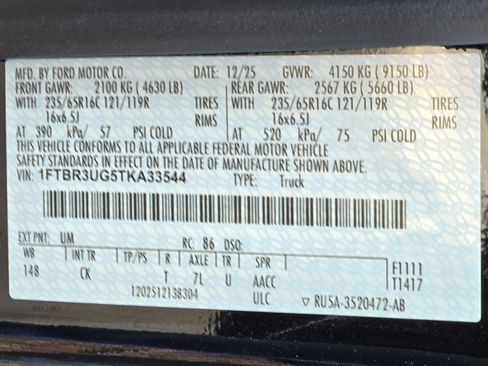 MFD. BY FORD MOTOR CO. DATE: 12/25 GVWR: 4150 KG ( 9150 LB)
FRONT GAWR: 2100 KG ( 4630 LB) REAR GAWR: 2567 KG ( 5660 LB)
WITH 235/65R16C 121/119R TIRES WITH 235/65R16C 121/119R TIRES
16x6.5J RIMS 16x6.5J RIMS
AT 390 kPa/ 57 PSI COLD AT 520 kPa/ 75 PSI COLD
THIS VEHICLE CONFORMS TO ALL APPLICABLE FEDERAL MOTOR VEHICLE
SAFETY STANDARDS IN EFFECT ON THE DATE OF MANUFACTURE SHOWN ABOVE.
VIN: 1FTBR3UG5TKA33544 TYPE: Truck
EXT PNT: UM RC: 86 DSO:
WB INT TR TP/PS R AXLE TR SPR
148 CK T 7L U AACC
ULC
F1111
T1417
1202512138304
▽ RU5A-3520472-AB